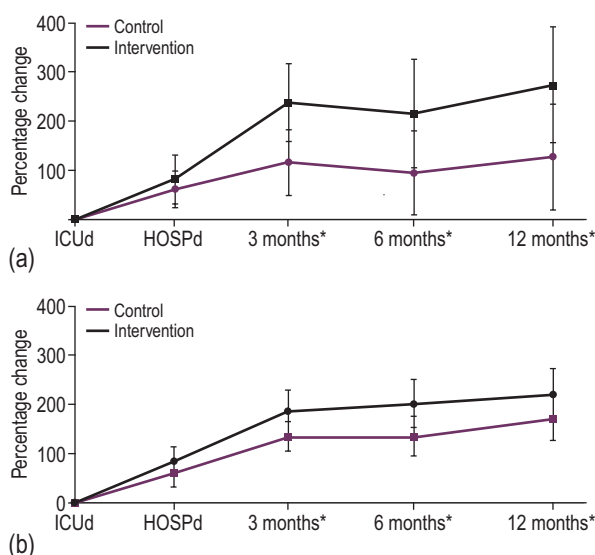 400
300
200
100
Percentage change
Control
Intervention
ICUd HOSPd 3 months* 6 months* 12 months*
(a)
400
300
200
100
0
Percentage change
Control
Intervention
ICUd HOSPd 3 months* 6 months* 12 months*
(b)